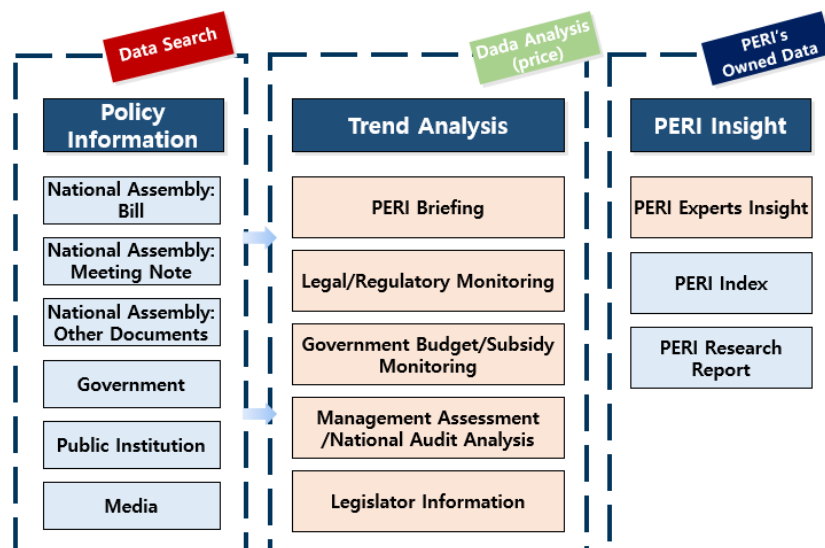 Data Search
Policy
Information
National Assembly:
Bill
National Assembly:
Meeting Note
National Assembly:
Other Documents
Government
Public Institution
Media
Dada Analysis
(price)
Trend Analysis
PERI Briefing
Legal/Regulatory Monitoring
Government Budget/Subsidy
Monitoring
Management Assessment
/National Audit Analysis
Legislator Information
PERI's
Owned Data
PERI Insight
PERI Experts Insight
PERI Index
PERI Research
Report